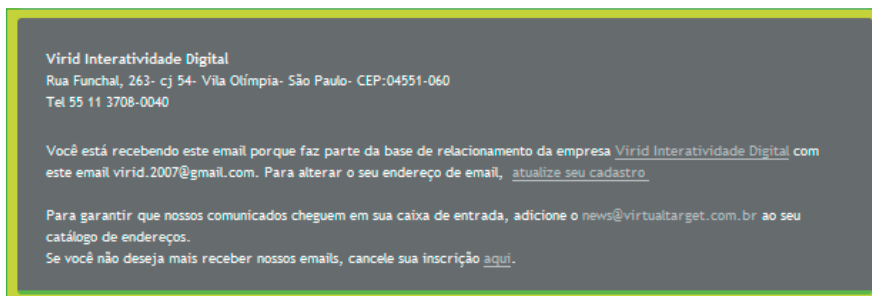 Virid Interatividade Digital
Rua Funchal, 263- cj 54- Vila Olímpia- São Paulo- CEP:04551-060
Tel 55 11 3708-0040
Você está recebendo este email porque faz parte da base de relacionamento da empresa Virid Interatividade Digital com
este email virid.2007@gmail.com. Para alterar o seu endereço de email, atualize seu cadastro
Para garantir que nossos comunicados cheguem em sua caixa de entrada, adicione o news@virtualtarget.com.br ao seu
catálogo de endereços.
Se você não deseja mais receber nossos emails, cancele sua inscrição aqui.